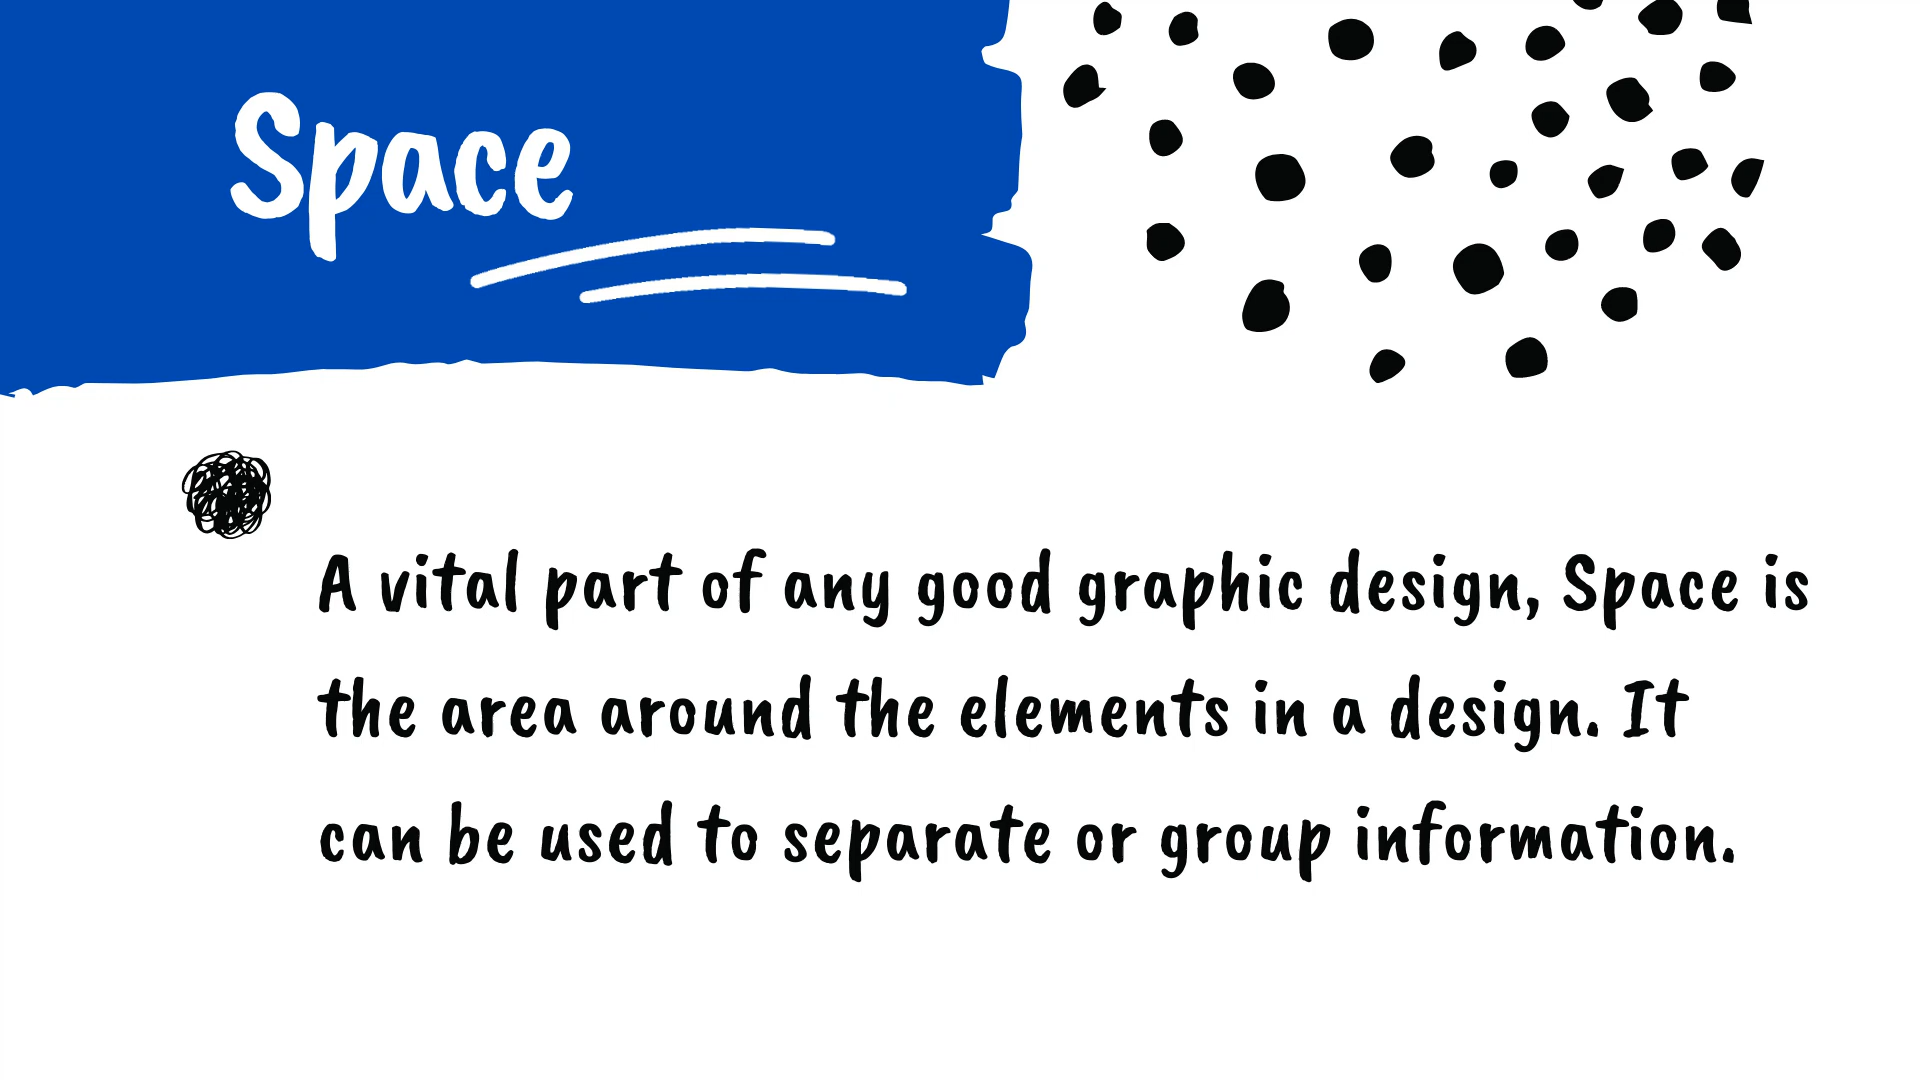 Space
A vital part of any good graphic design, Space is
the area around the elements in a design. It
can be used to separate or group information.